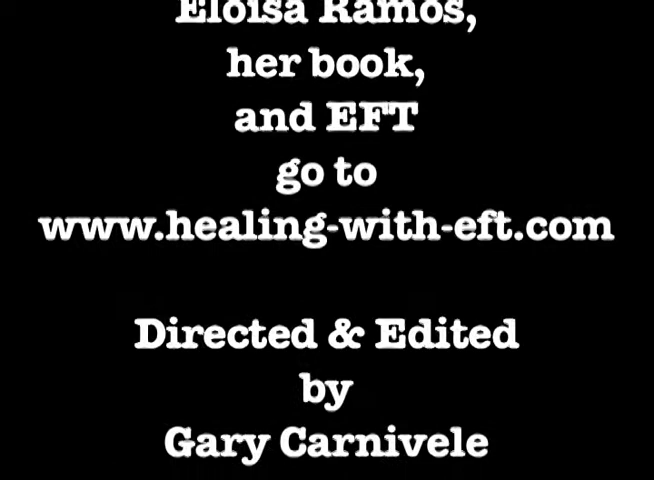 Eloisa Ramos,
her book,
and EFT
go to
www.healing-with-eft.com
Directed & Edited
by
Gary Carnivele